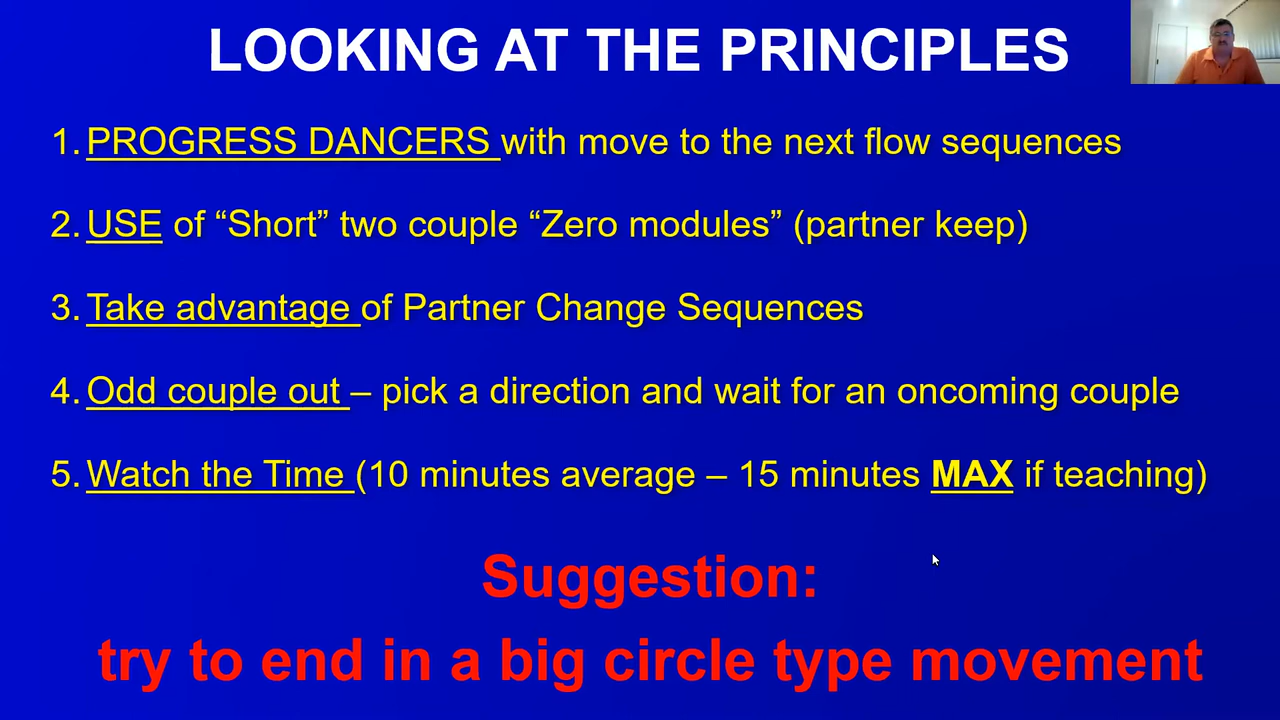 LOOKING AT THE PRINCIPLES
1. PROGRESS DANCERS with move to the next flow sequences
2. USE of “Short” two couple “Zero modules” (partner keep)
3. Take advantage of Partner Change Sequences
4. Odd couple out – pick a direction and wait for an oncoming couple
5. Watch the Time (10 minutes average – 15 minutes MAX if teaching)
Suggestion:
try to end in a big circle type movement